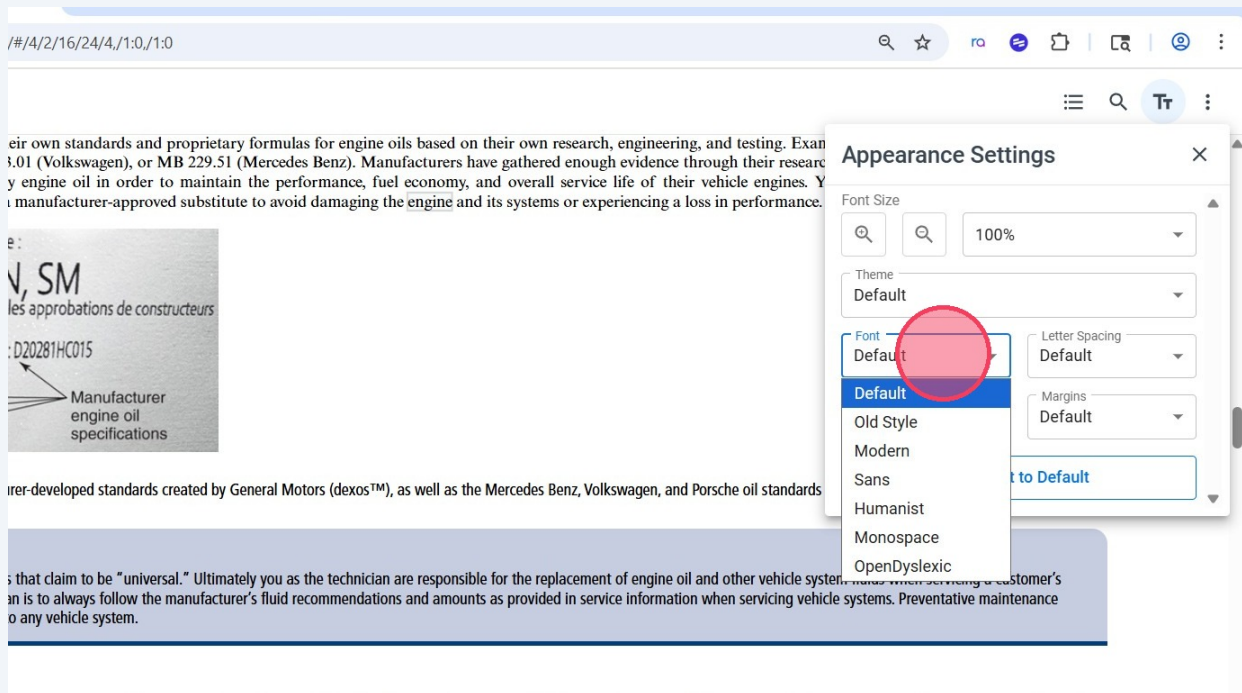 /#/4/2/16/24/4,/1:0,/1:0
ra
Tт
eir own standards and proprietary formulas for engine oils based on their own research, engineering, and testing. Exan
3.01 (Volkswagen), or MB 229.51 (Mercedes Benz). Manufacturers have gathered enough evidence through their researc
y engine oil in order to maintain the performance, fuel economy, and overall service life of their vehicle engines. Y
manufacturer-approved substitute to avoid damaging the engine and its systems or experiencing a loss in performance.
e :
N, SM
les approbations de constructeurs
: D20281HC015
Manufacturer
engine oil
specifications
rer-developed standards created by General Motors (dexos™), as well as the Mercedes Benz, Volkswagen, and Porsche oil standards
s that claim to be "universal." Ultimately you as the technician are responsible for the replacement of engine oil and other vehicle system fluids when servicing a customer's
an is to always follow the manufacturer's fluid recommendations and amounts as provided in service information when servicing vehicle systems. Preventative maintenance
o any vehicle system.
Appearance Settings
Font Size
100%
Theme
Default
Font
Default
Letter Spacing
Default
Default
Old Style
Modern
Sans
Humanist
Monospace
OpenDyslexic
Margins
Default
t to Default